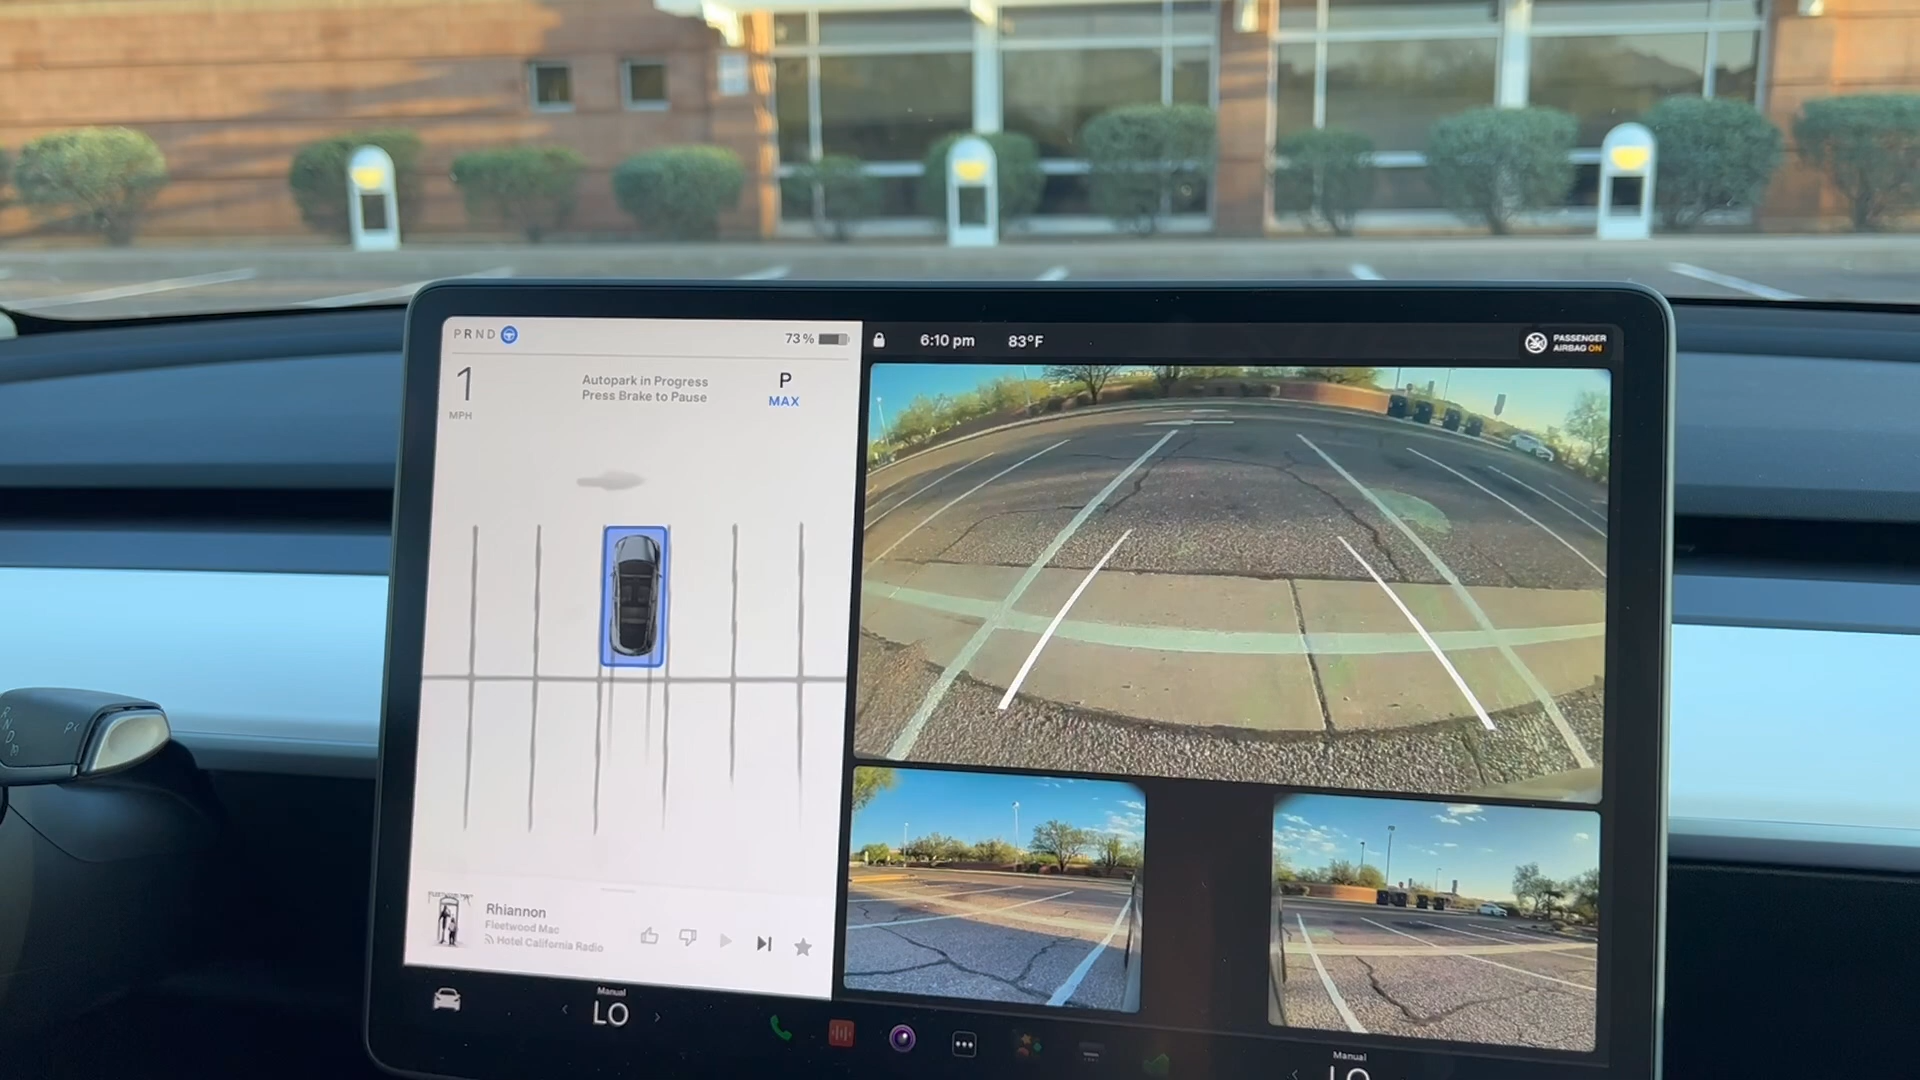 PRND
73%
1
MPH
Autopark in Progress
Press Brake to Pause
P
MAX
6:10 pm
83°F
PASSENGER
AIRBAG ON
Rhiannon
Fleetwood Mac
Hotel California Radio
Manual
LO
Manual
LO
R
N
D
P